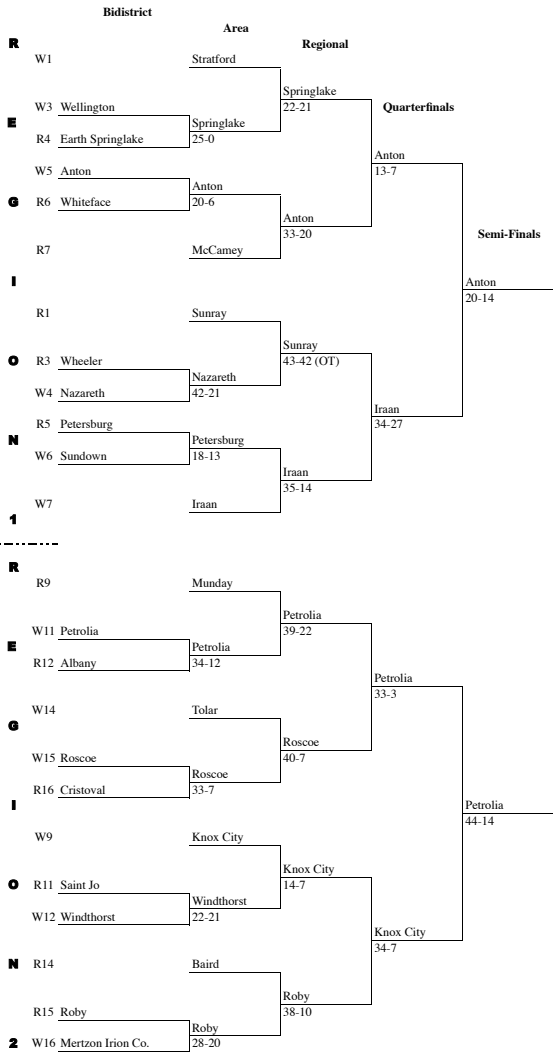 Bidistrict
Area
R
Regional
W1 Stratford
Springlake
W3 Wellington
22-21
Quarterfinals
E
Springlake
R4 Earth Springlake
25-0
Anton
W5 Anton
13-7
Anton
G
R6 Whiteface
20-6
Anton
33-20
Semi-Finals
R7 McCamey
I
Anton
20-14
R1 Sunray
Sunray
O
R3 Wheeler
43-42 (OT)
Nazareth
W4 Nazareth
42-21
Iraan
R5 Petersburg
34-27
N
Petersburg
W6 Sundown
18-13
Iraan
35-14
W7 Iraan
1
R
R9 Munday
Petrolia
W11 Petrolia
39-22
E
Petrolia
R12 Albany
34-12
Petrolia
33-3
W14 Tolar
G
Roscoe
W15 Roscoe
40-7
Roscoe
R16 Cristoval
33-7
I
Petrolia
44-14
W9 Knox City
Knox City
O
R11 Saint Jo
14-7
Windthorst
W12 Windthorst
22-21
Knox City
34-7
N
R14 Baird
Roby
R15 Roby
38-10
Roby
2
W16 Mertzon Irion Co.
28-20